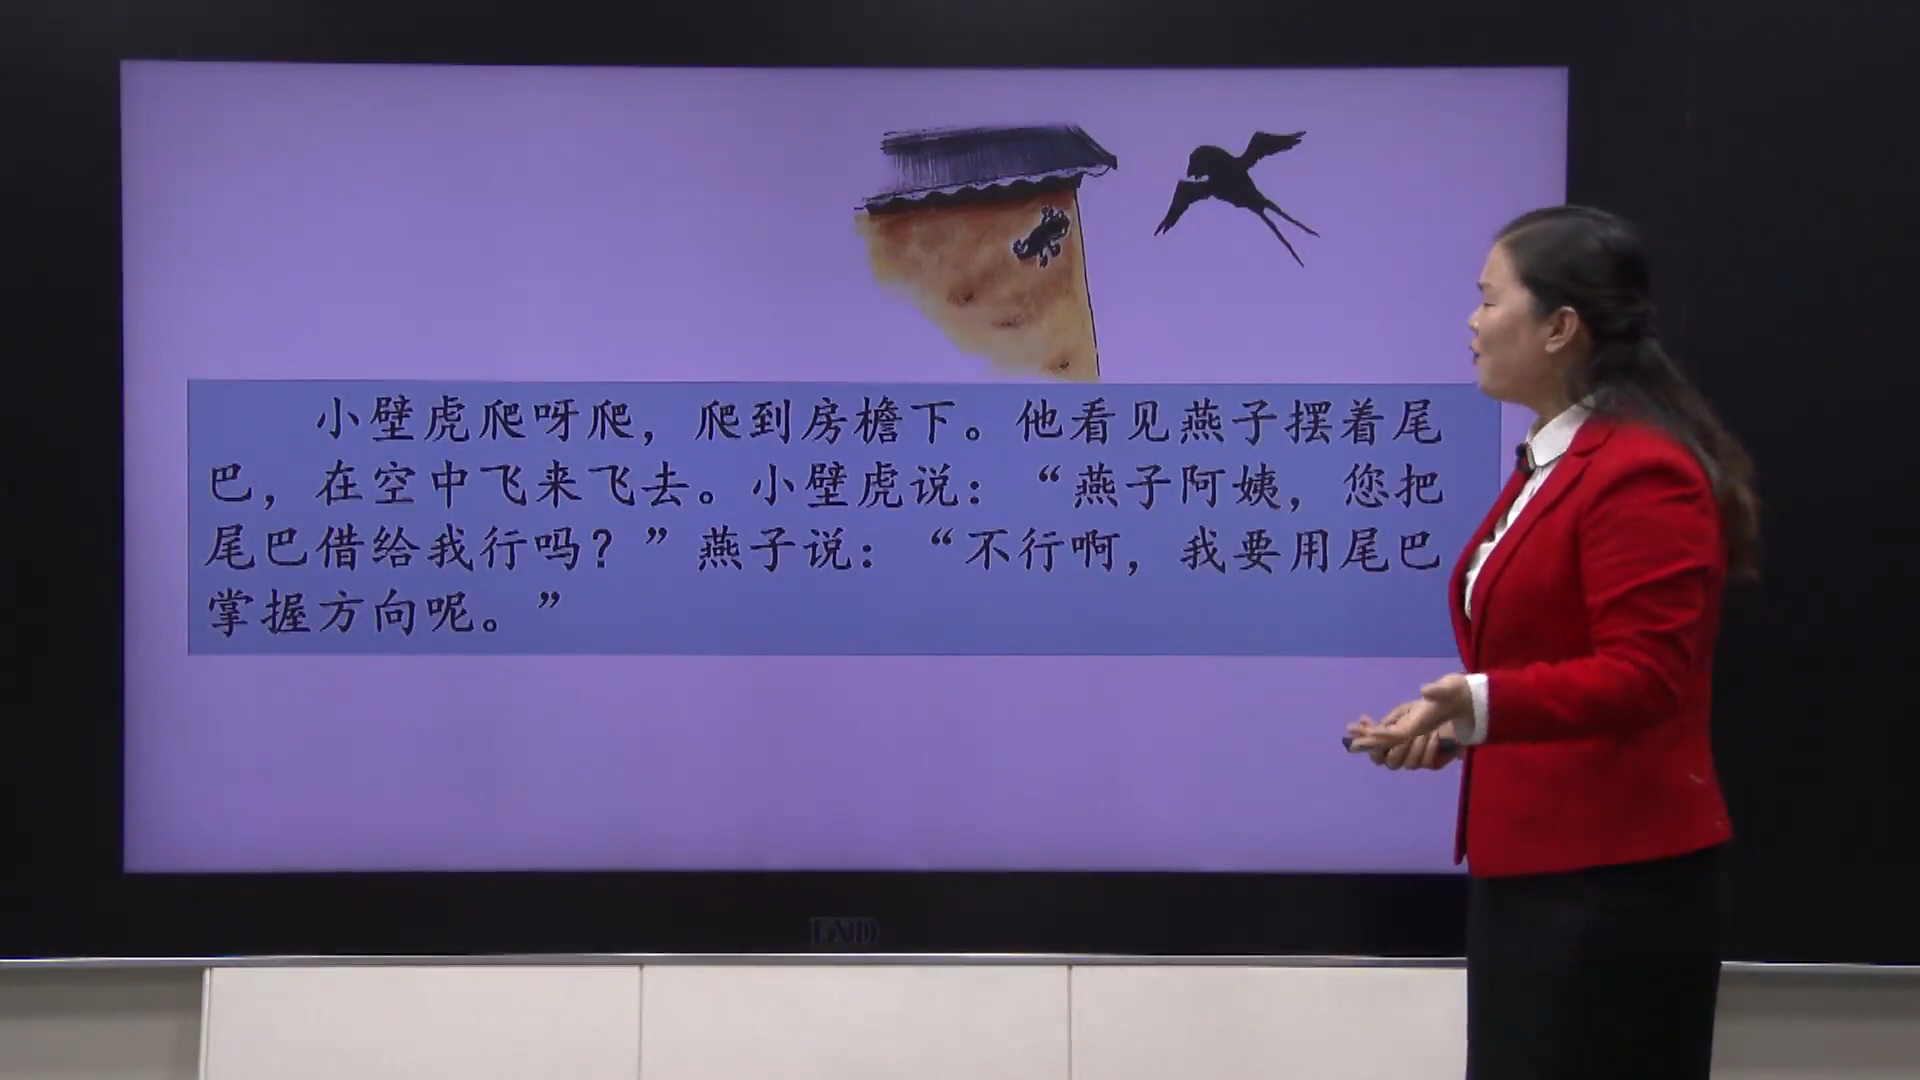 小壁虎爬呀爬，爬到房檐下。他看见燕子摆着尾
巴，在空中飞来飞去。小壁虎说：“燕子阿姨，您把
尾巴借给我行吗？”燕子说：“不行啊，我要用尾巴
掌握方向呢。”